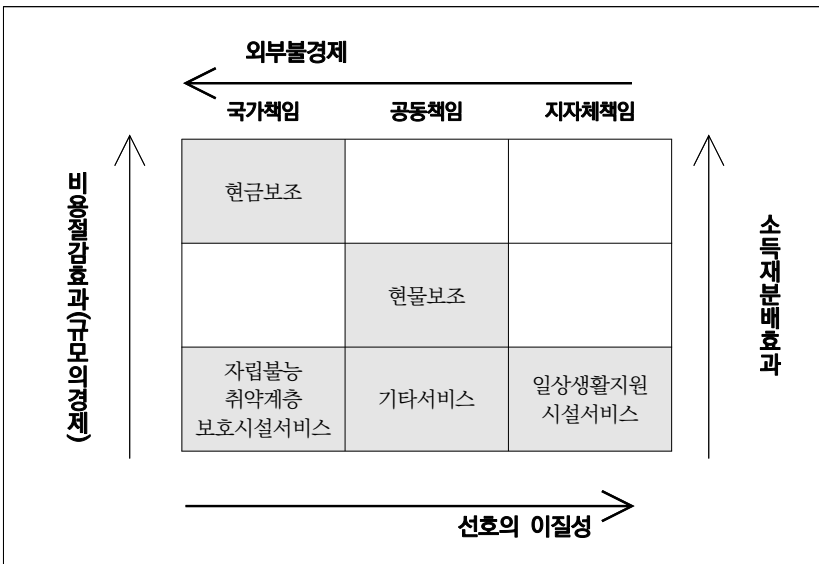 외부불경제
국가책임 공동책임 지자체책임
비용절감효과(규모의경제)
현금보조
소득재분배효과
현물보조
자립불능
취약계층
보호시설서비스
기타서비스
일상생활지원
시설서비스
선호의 이질성